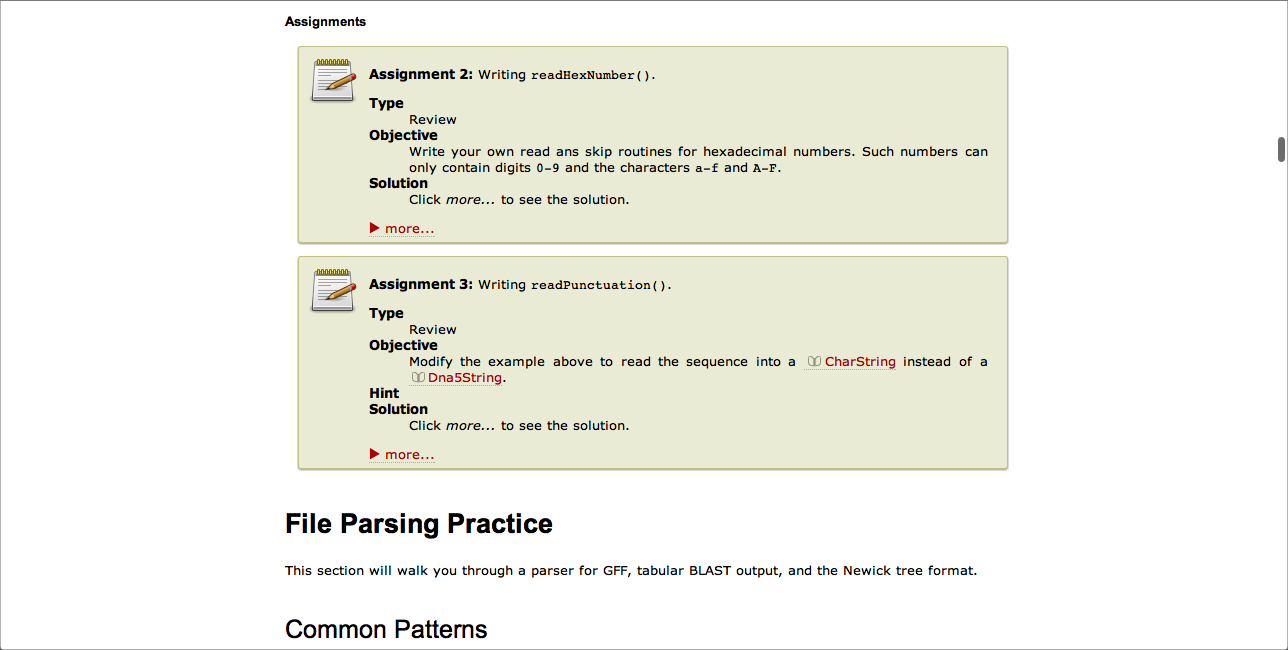 Assignments
Assignment 2: Writing readHexNumber().
Type
Review
Objective
Write your own read ans skip routines for hexadecimal numbers. Such numbers can
only contain digits 0-9 and the characters a-f and A-F.
Solution
Click more... to see the solution.
more...
Assignment 3: Writing readPunctuation().
Type
Review
Objective
Modify the example above to read the sequence into a CharString instead of a
Dna5String.
Hint
Solution
Click more... to see the solution.
more...
File Parsing Practice
This section will walk you through a parser for GFF, tabular BLAST output, and the Newick tree format.
Common Patterns